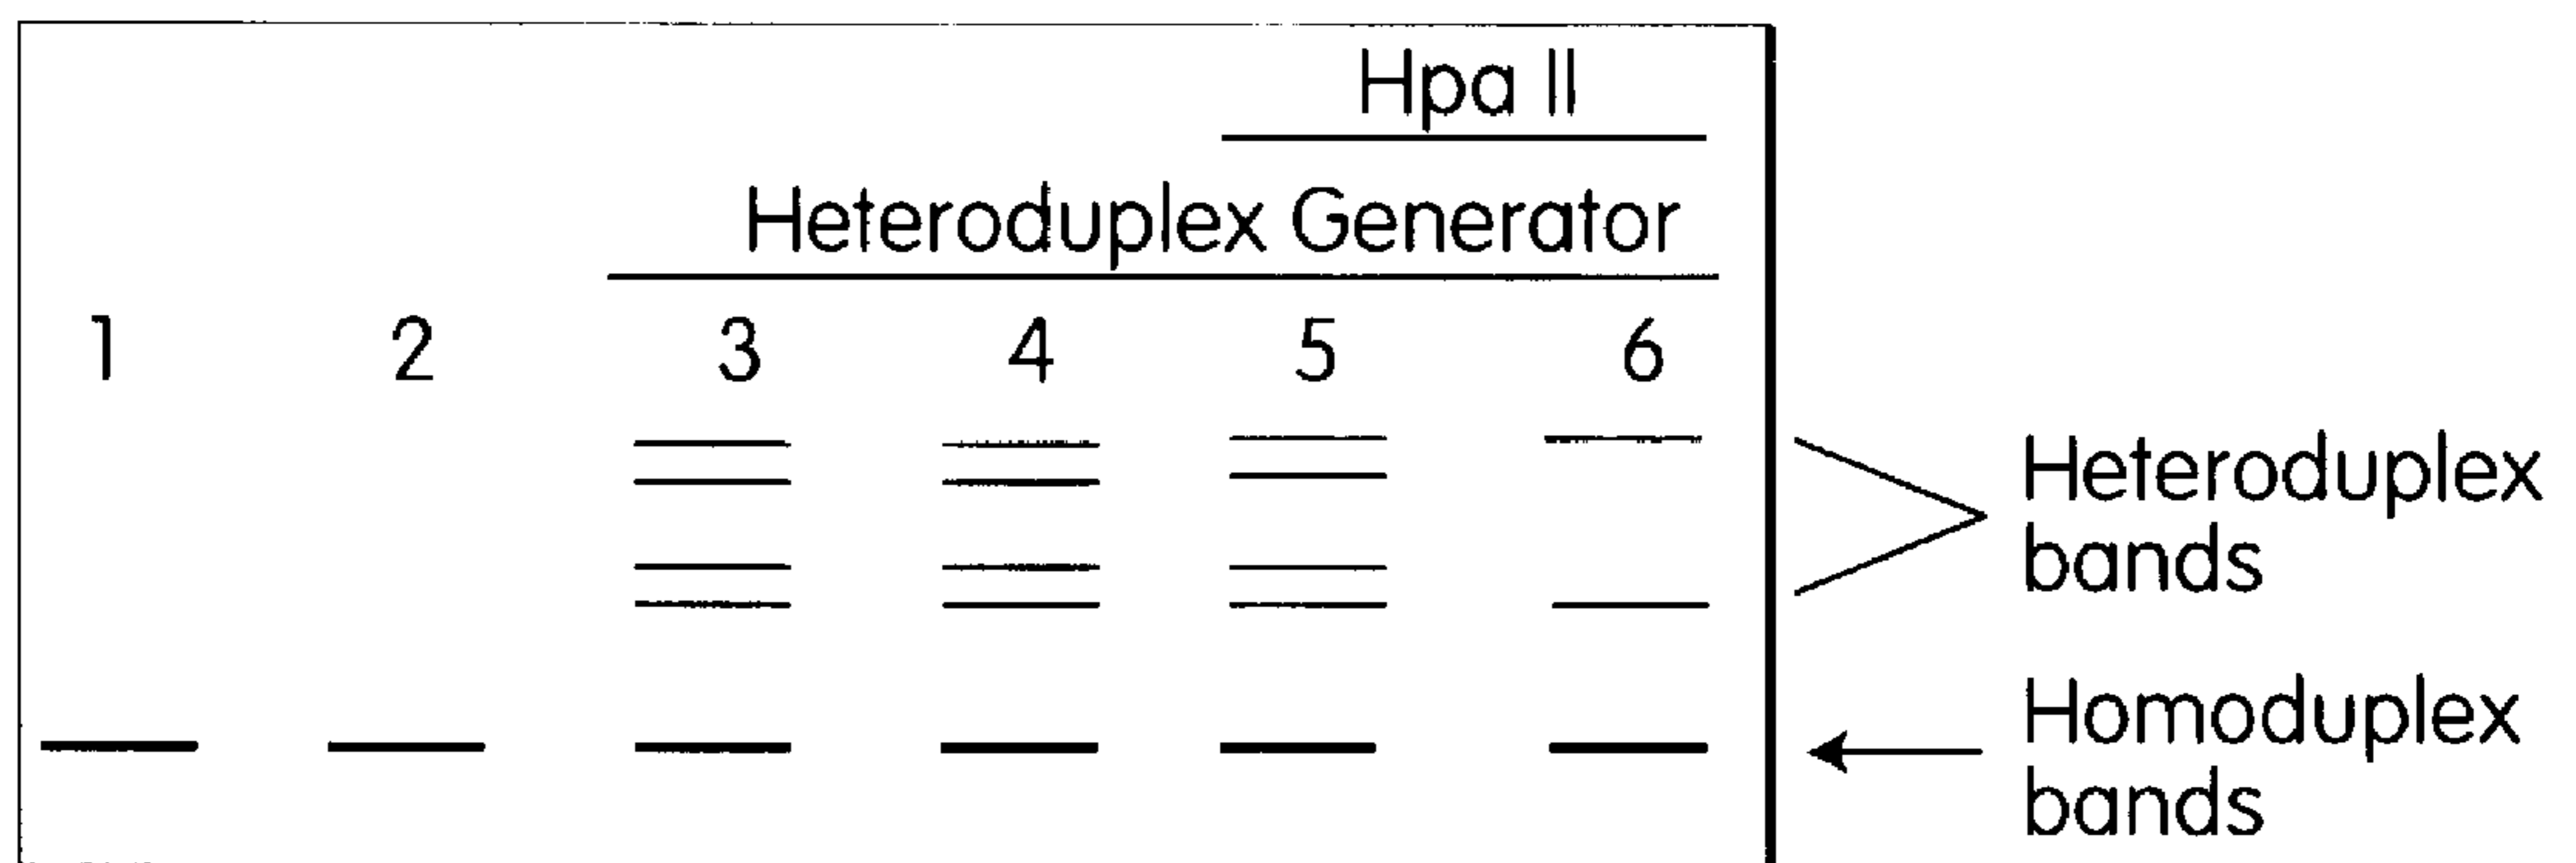 Hpa II
Heteroduplex Generator
1 2 3 4 5 6
Heteroduplex
bands
Homoduplex
bands